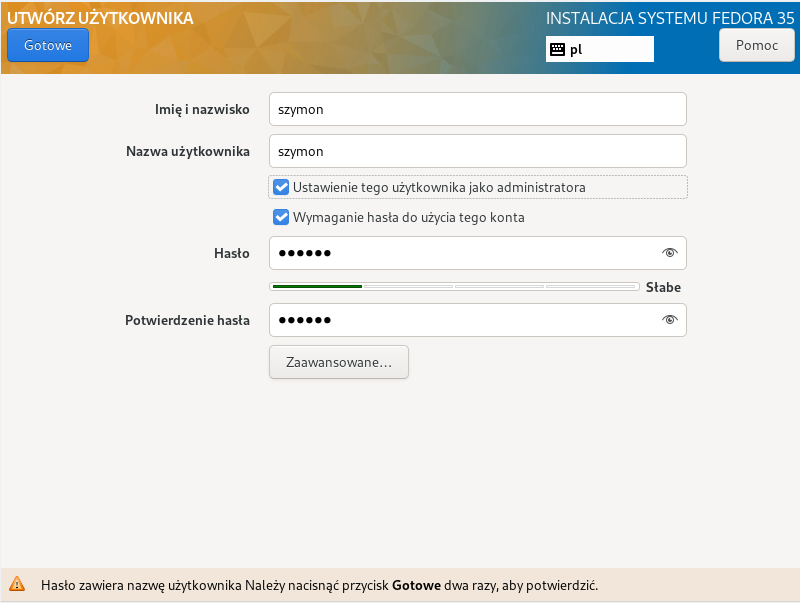 UTWÓRZ UŻYTKOWNIKA
INSTALACJA SYSTEMU FEDORA 35
Gotowe
pl
Pomoc
Imię i nazwisko
szymon
Nazwa użytkownika
szymon
Ustawienie tego użytkownika jako administratora
Wymaganie hasła do użycia tego konta
Hasło
●●●●●●
Słabe
Potwierdzenie hasła
●●●●●●
Zaawansowane…
Hasło zawiera nazwę użytkownika Należy nacisnąć przycisk Gotowe dwa razy, aby potwierdzić.